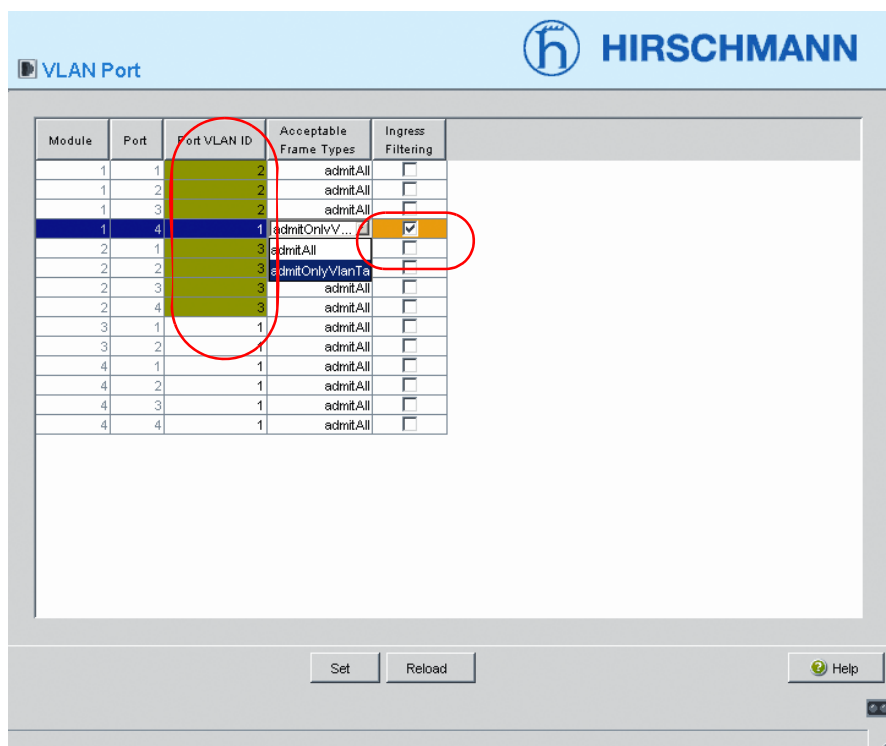 HIRSCHMANN
VLAN Port
Module Port Port VLAN ID Acceptable Frame Types Ingress Filtering
1 1 2 admitAll
1 2 2 admitAll
1 3 2 admitAll
1 4 1 admitOnlyV...
2 1 3 admitAll
2 2 3 admitOnlyVlanTa
2 3 3 admitAll
2 4 3 admitAll
3 1 1 admitAll
3 2 1 admitAll
4 1 1 admitAll
4 2 1 admitAll
4 3 1 admitAll
4 4 1 admitAll
Set Reload Help